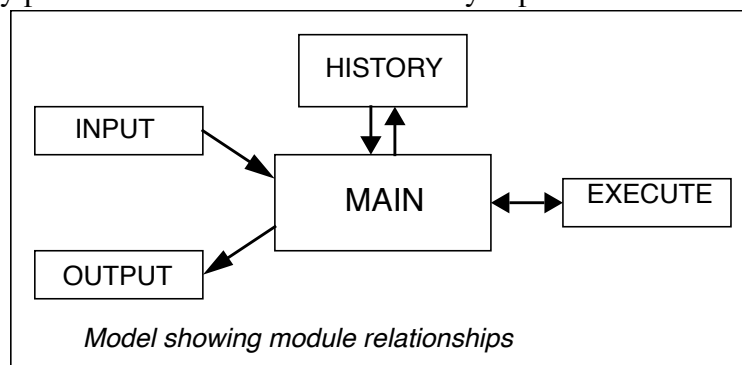 HISTORY
INPUT
MAIN
EXECUTE
OUTPUT
Model showing module relationships